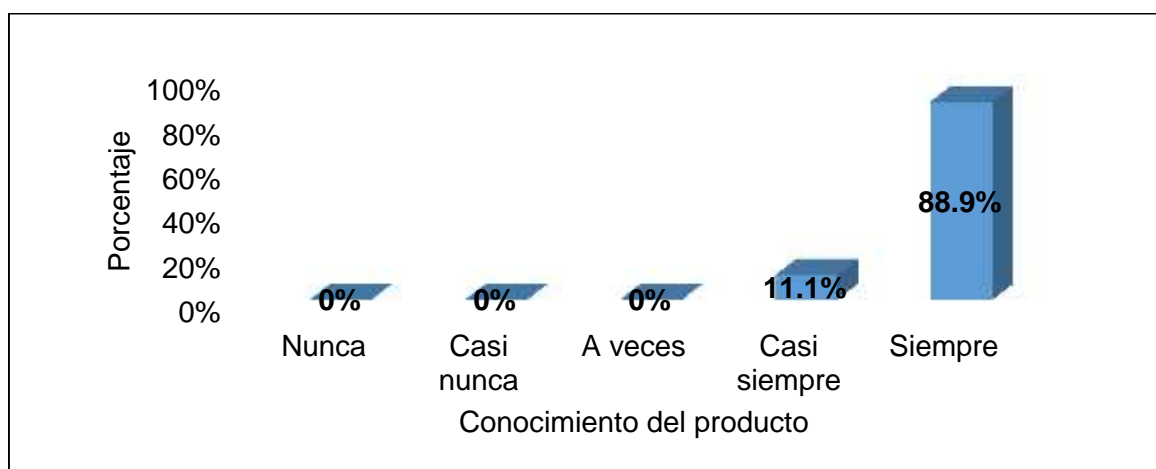 100%
80%
60%
40%
20%
0%
Porcentaje
0%
0%
0%
11.1%
88.9%
Nunca
Casi
nunca
A veces
Casi
siempre
Siempre
Conocimiento del producto